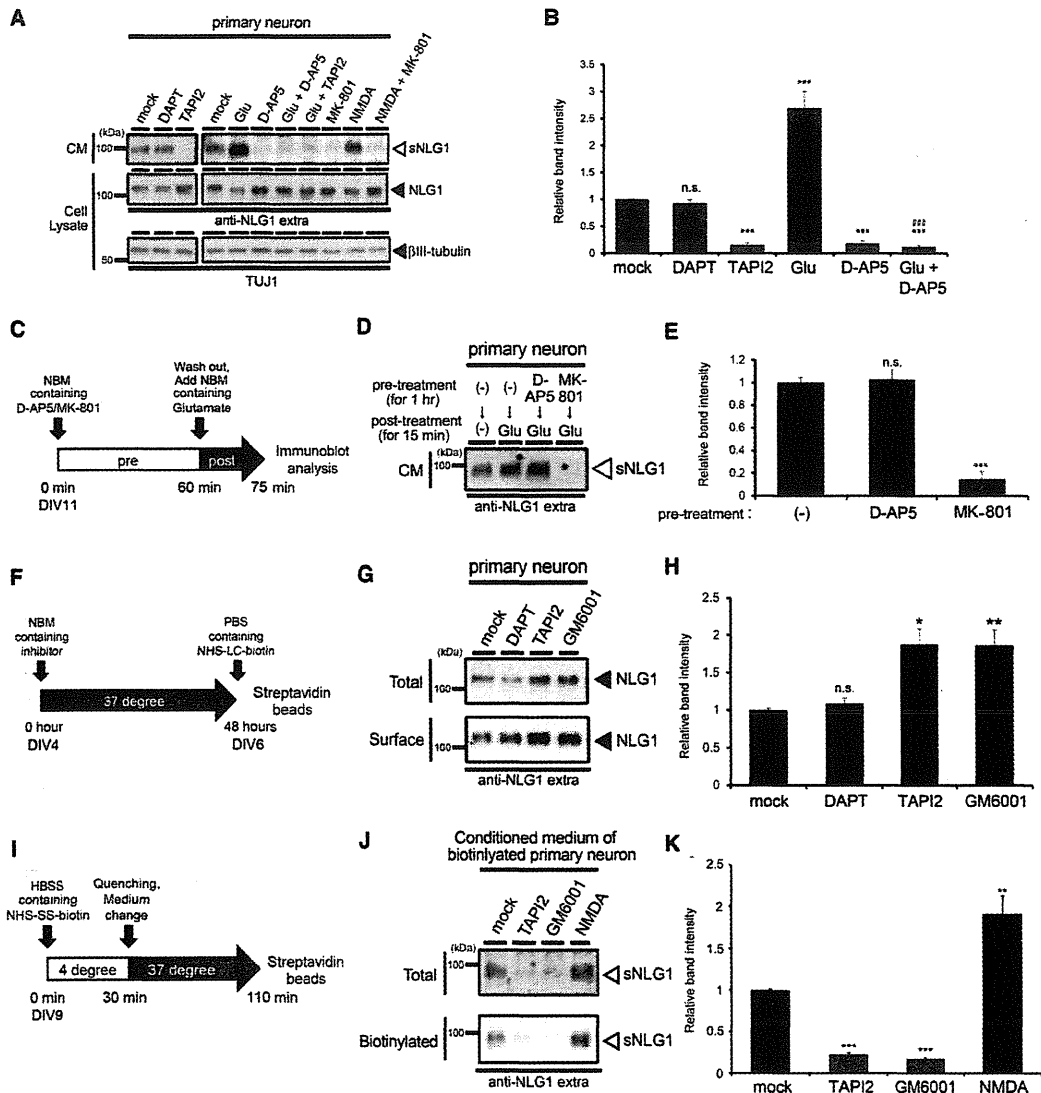 A
primary neuron
mock
DAPT
TAPI2
mock
Glu
D-AP5
Glu + D-AP5
Glu + TAPI2
MK-801
NMDA
NMDA + MK-801
(kDa)
CM
100
sNLG1
Cell Lysate
100
NLG1
anti-NLG1 extra
50
βIII-tubulin
TUJ1
B
Relative band intensity
3.5
3
2.5
2
1.5
1
0.5
0
n.s.
***
***
***
***
mock
DAPT
TAPI2
Glu
D-AP5
Glu +
D-AP5
C
NBM
containing
D-AP5/MK-801
Wash out,
Add NBM
containing
Glutamate
pre
post
Immunoblot
analysis
0 min
60 min
75 min
DIV11
D
primary neuron
pre-treatment
(for 1 hr)
(-)
(-)
D-
AP5
MK-
801
post-treatment
(for 15 min)
(-)
Glu
Glu
Glu
(kDa)
CM
100
sNLG1
anti-NLG1 extra
E
Relative band intensity
1.2
1
0.8
0.6
0.4
0.2
0
n.s.
***
pre-treatment :
(-)
D-AP5
MK-801
F
NBM
containing
inhibitor
PBS
containing
NHS-LC-biotin
37 degree
Streptavidin
beads
0 hour
DIV4
48 hours
DIV6
G
primary neuron
mock
DAPT
TAPI2
GM6001
(kDa)
Total
100
NLG1
Surface
100
NLG1
anti-NLG1 extra
H
Relative band intensity
2.5
2
1.5
1
0.5
0
n.s.
*
**
mock
DAPT
TAPI2
GM6001
I
HBSS
containing
NHS-SS-biotin
Quenching,
Medium
change
4 degree
37 degree
Streptavidin
beads
0 min
DIV9
30 min
110 min
J
Conditioned medium of
biotinlyated primary neuron
mock
TAPI2
GM6001
NMDA
(kDa)
Total
100
sNLG1
Biotinylated
100
sNLG1
anti-NLG1 extra
K
Relative band intensity
2.5
2
1.5
1
0.5
0
***
***
**
mock
TAPI2
GM6001
NMDA